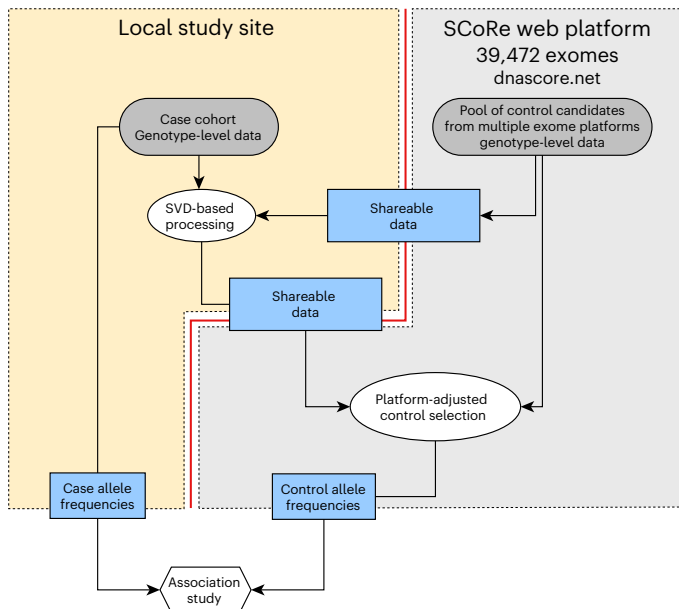 Local study site
SCoRe web platform
39,472 exomes
dnascore.net
Case cohort
Genotype-level data
Pool of control candidates
from multiple exome platforms
genotype-level data
SVD-based
processing
Shareable
data
Shareable
data
Platform-adjusted
control selection
Case allele
frequencies
Control allele
frequencies
Association
study